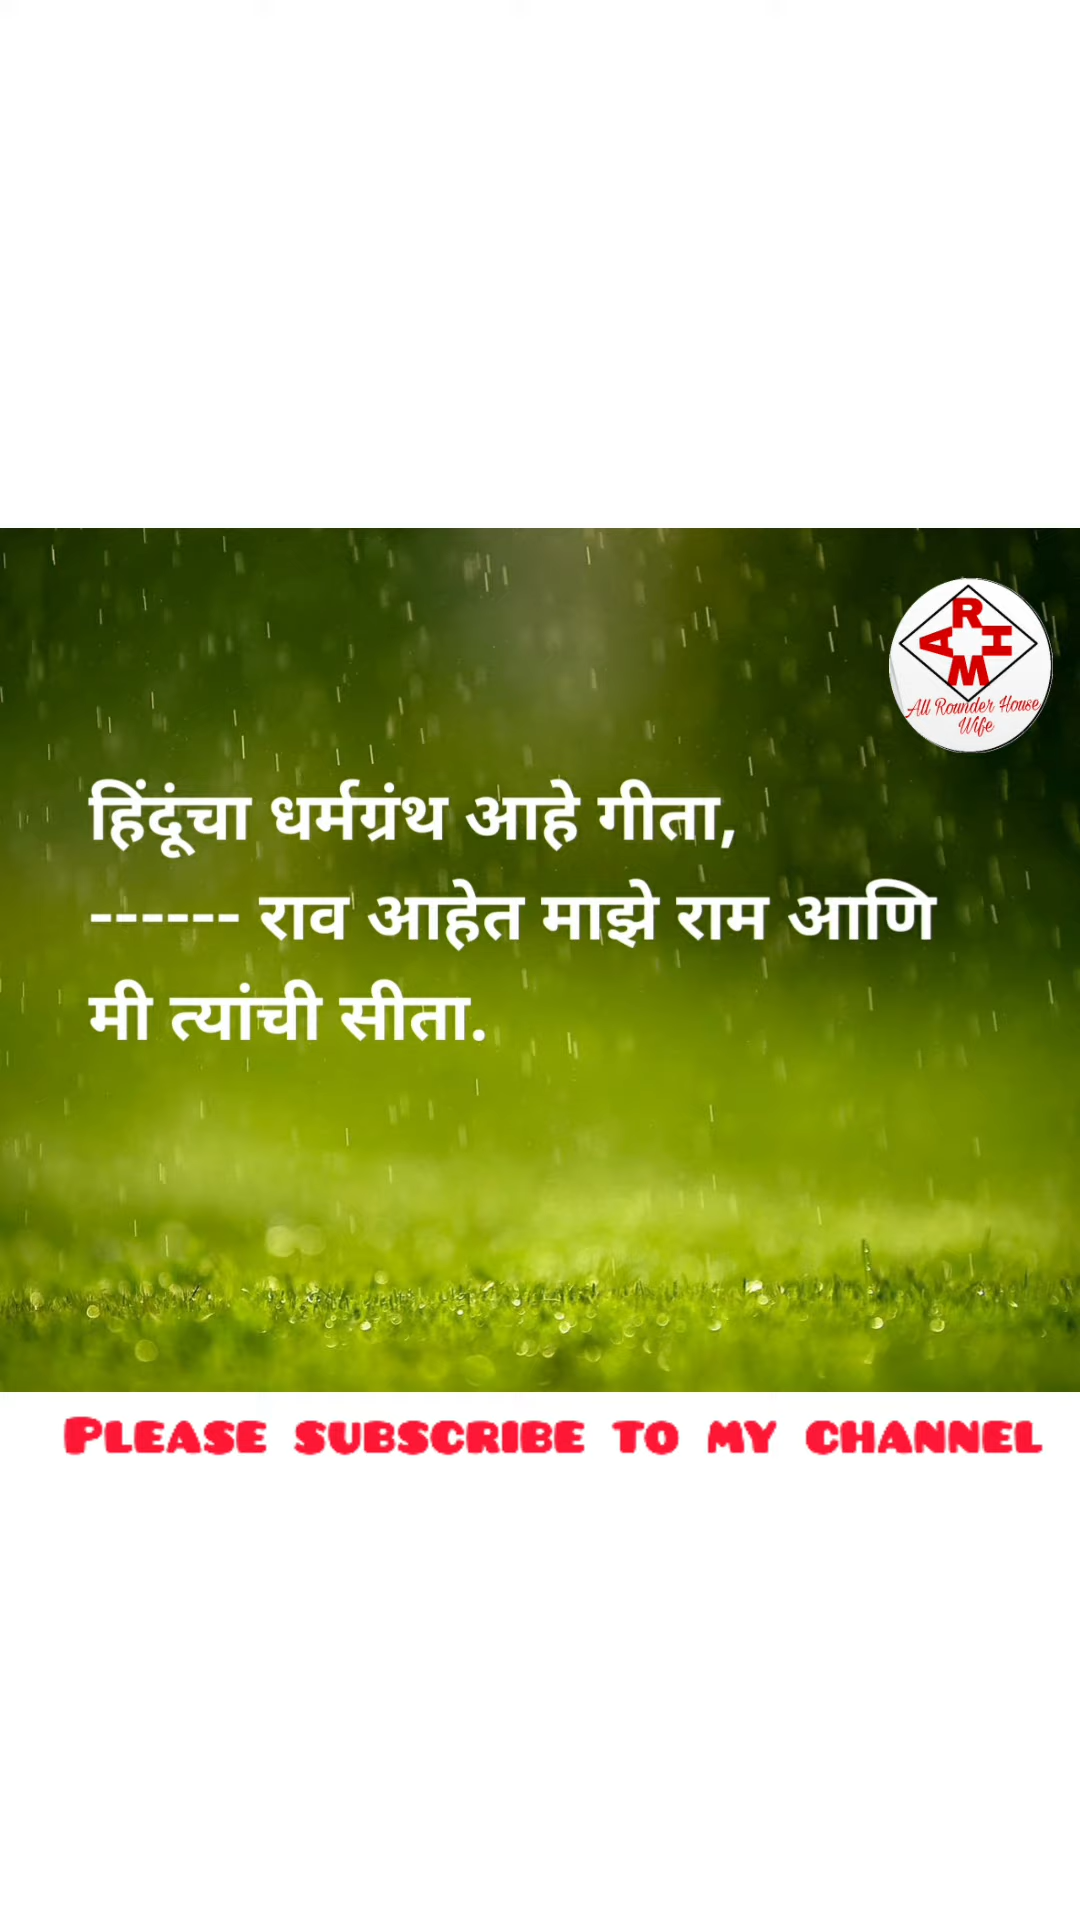 R
A H
M
All Rounder House
Wife
हिंदूंचा धर्मग्रंथ आहे गीता,
------ राव आहेत माझे राम आणि
मी त्यांची सीता.
PLEASE SUBSCRIBE TO MY CHANNEL